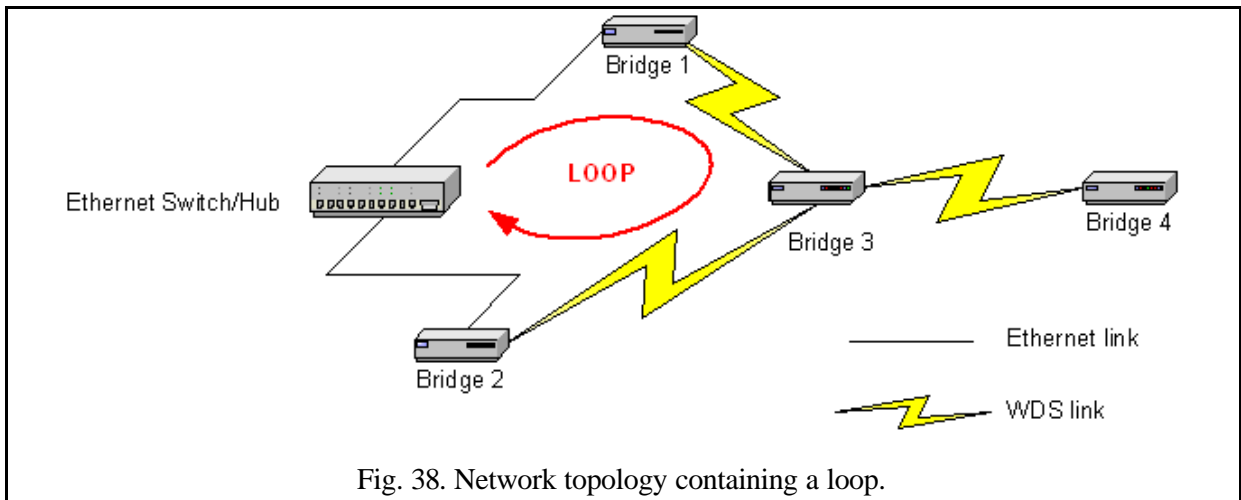 Bridge 1
LOOP
Ethernet Switch/Hub
Bridge 3
Bridge 4
Bridge 2
Ethernet link
WDS link
Fig. 38. Network topology containing a loop.